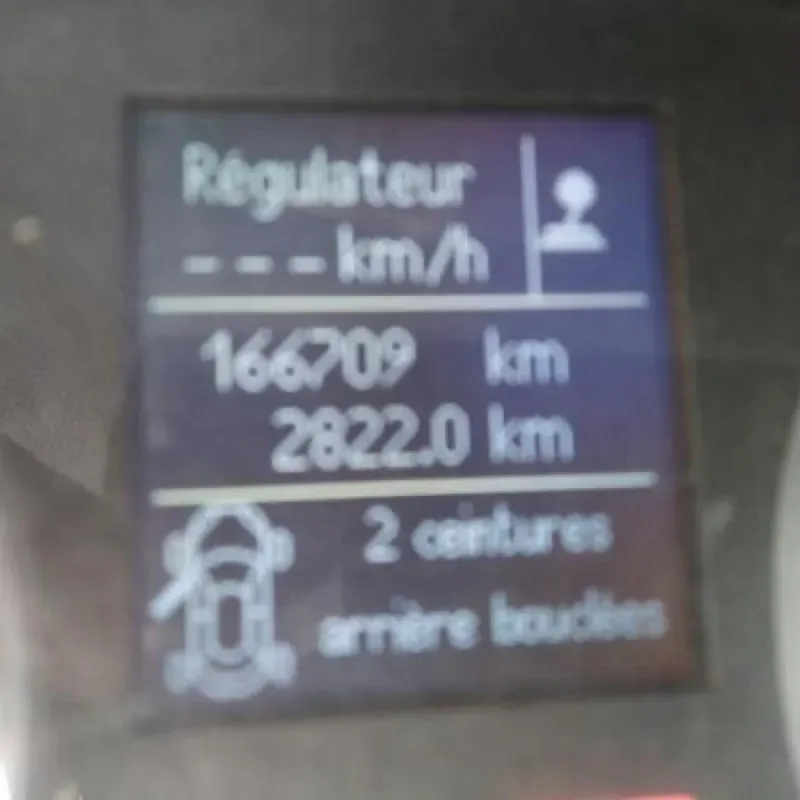 Régulateur
---km/h
166709 km
2822.0 km
2 ceintures
arrière bouclées